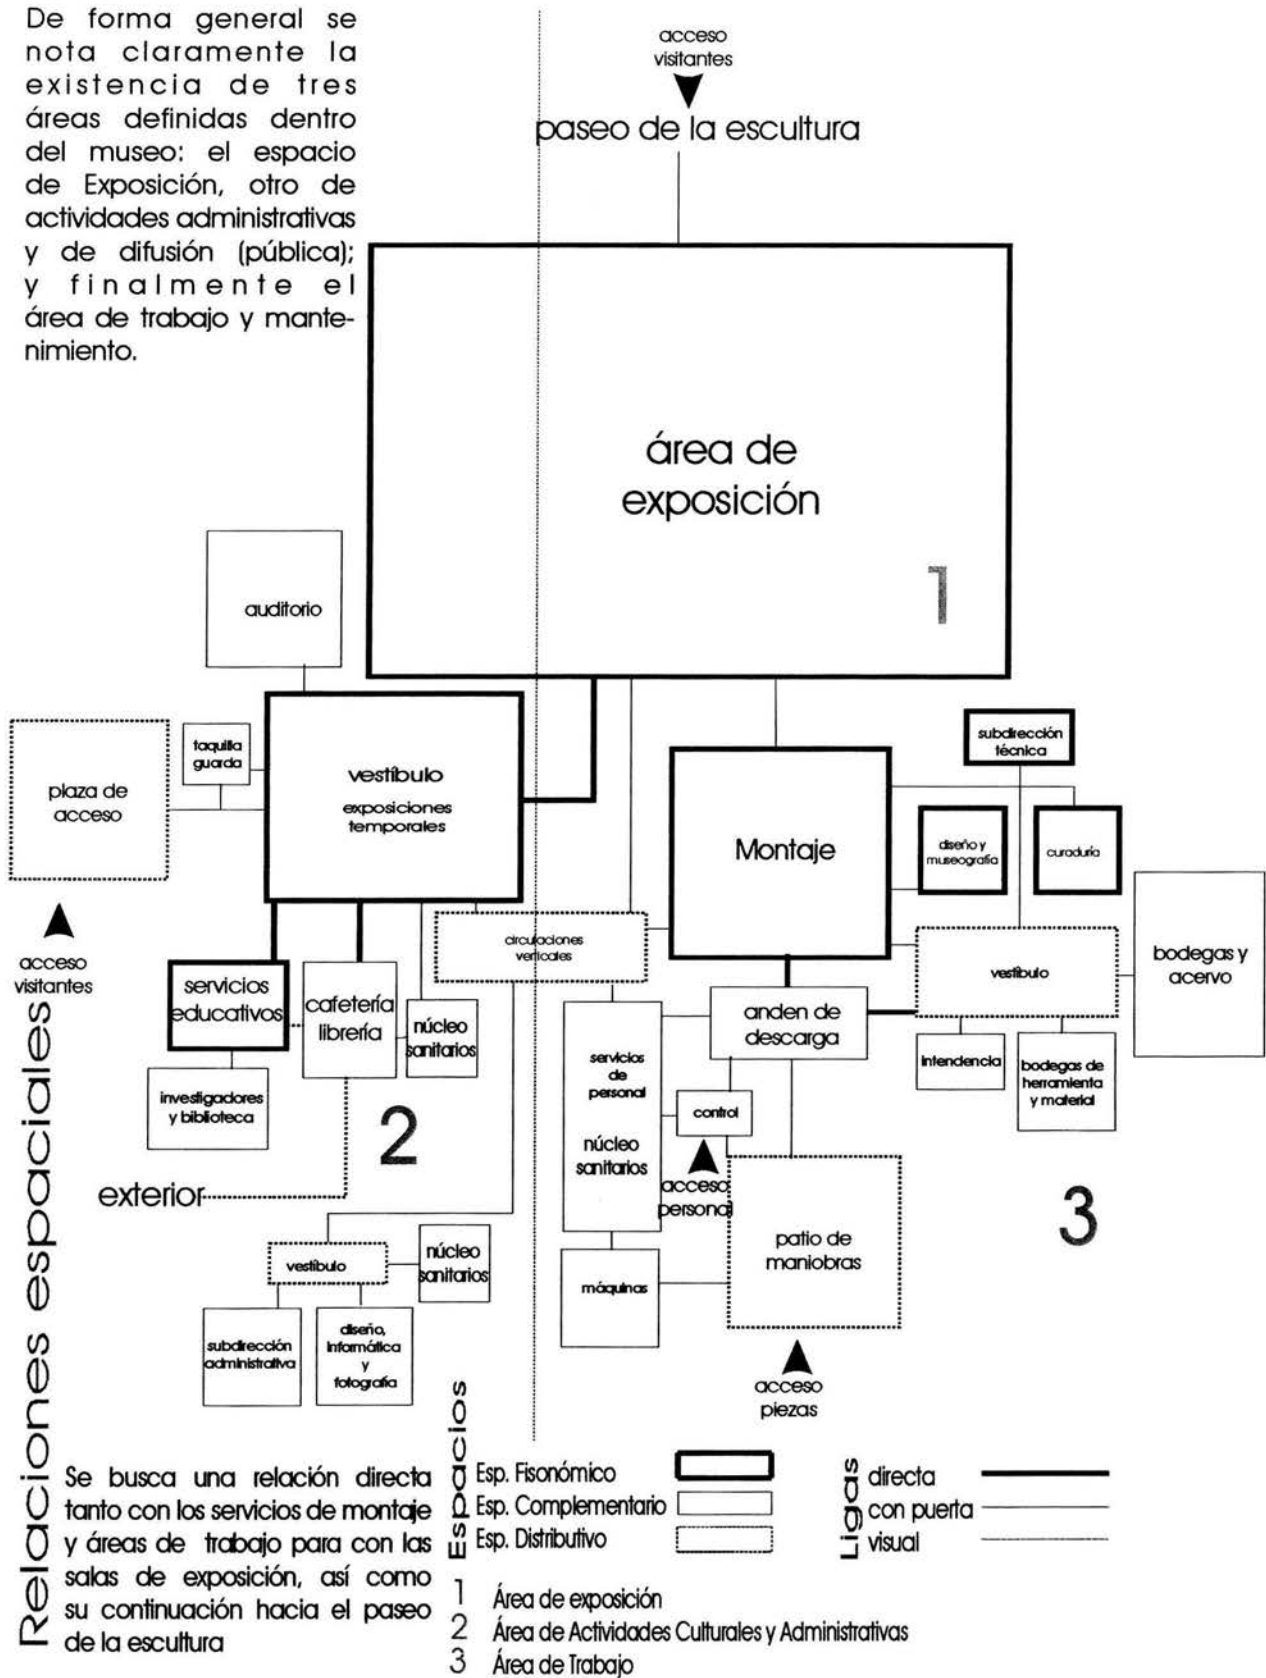 De forma general se
nota claramente la
existencia de tres
áreas definidas dentro
del museo: el espacio
de Exposición, otro de
actividades administrativas
y de difusión (pública);
y finalmente el
área de trabajo y mante-
nimiento.
acceso
visitantes
paseo de la escultura
área de
exposición
1
auditorio
plaza de
acceso
taquilla
guarda
vestíbulo
exposiciones
temporales
acceso
visitantes
servicios
educativos
cafetería
librería
núcleo
sanitarios
investigadores
y biblioteca
2
exterior
circulaciones
verticales
vestíbulo
núcleo
sanitarios
subdirección
administrativa
diseño,
informática
y
fotografía
Montaje
subdirección
técnica
diseño y
museografía
curaduría
vestíbulo
bodegas y
acervo
anden de
descarga
intendencia
bodegas de
herramienta
y material
servicios
de
personal
núcleo
sanitarios
control
acceso
personal
patio de
maniobras
máquinas
acceso
piezas
3
Relaciones espaciales
Se busca una relación directa
tanto con los servicios de montaje
y áreas de trabajo para con las
salas de exposición, así como
su continuación hacia el paseo
de la escultura
Espacios
Esp. Fisonómico
Esp. Complementario
Esp. Distributivo
Ligas
directa
con puerta
visual
1 Área de exposición
2 Área de Actividades Culturales y Administrativas
3 Área de Trabajo